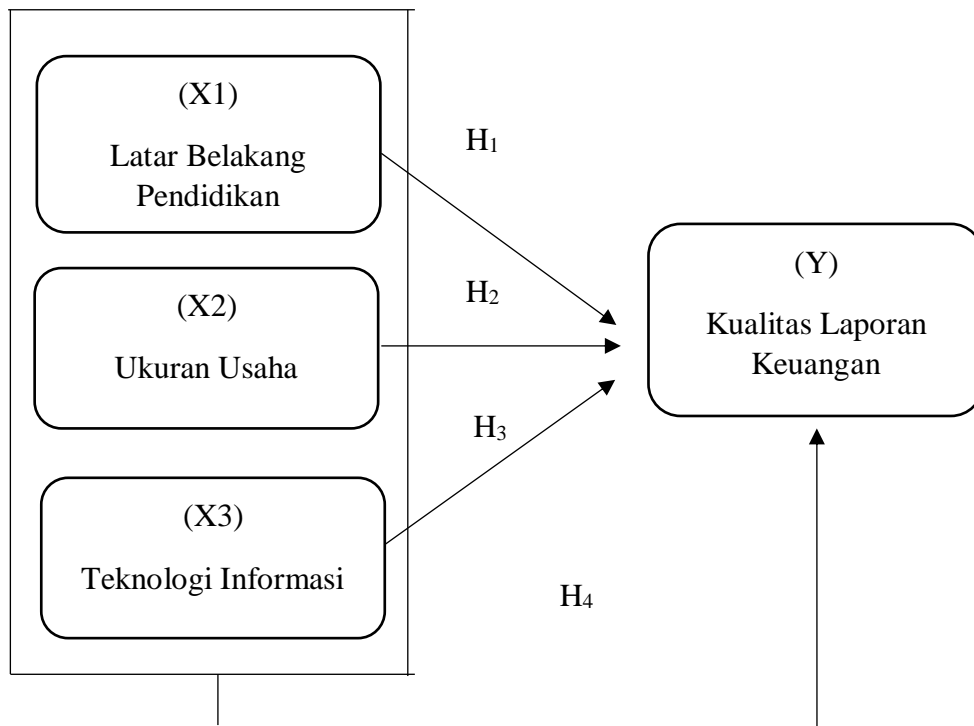 (X1)
Latar Belakang
Pendidikan
H₁
(X2)
Ukuran Usaha
H₂
(Y)
Kualitas Laporan
Keuangan
H₃
(X3)
Teknologi Informasi
H₄